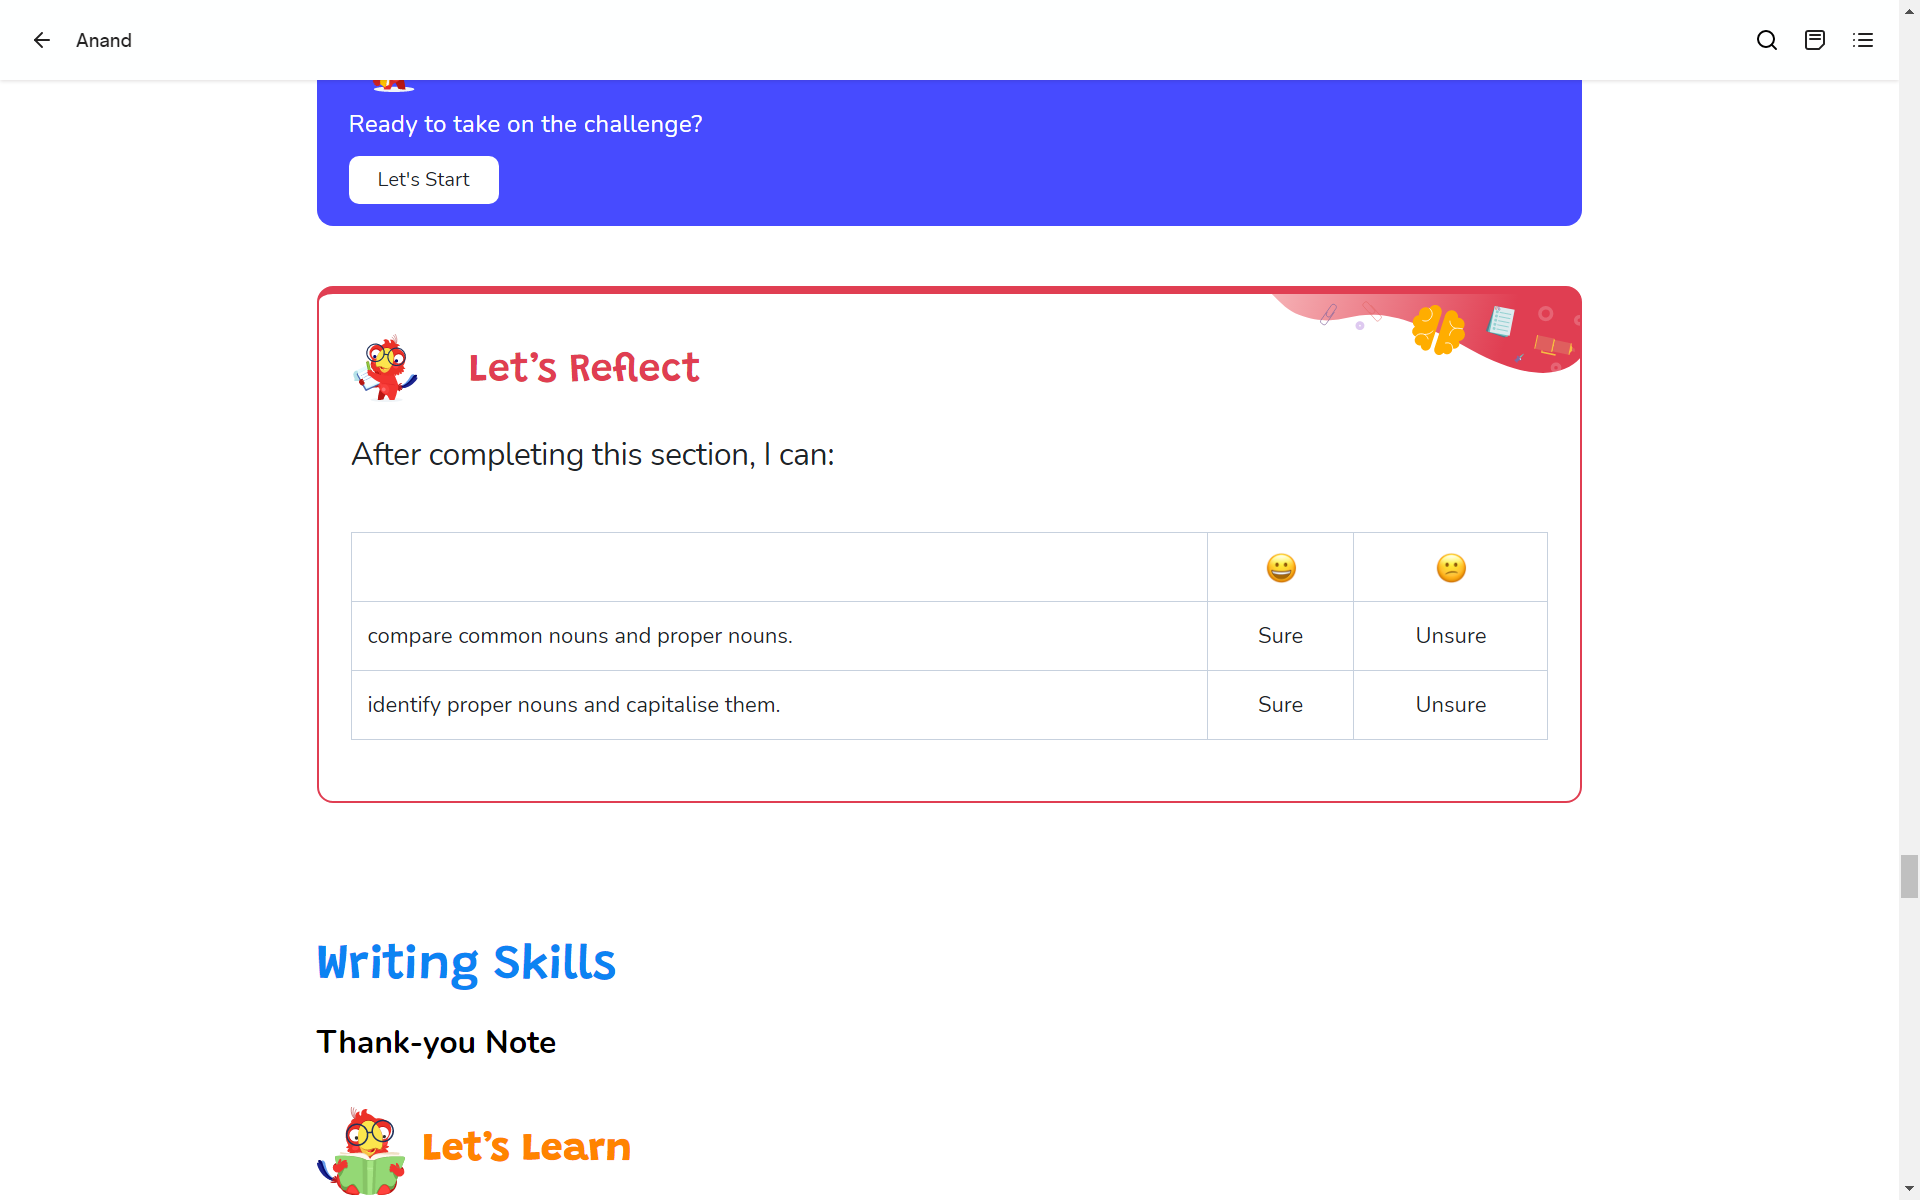 Anand
Ready to take on the challenge?
Let's Start
Let’s Reflect
After completing this section, I can:
compare common nouns and proper nouns.
Sure
Unsure
identify proper nouns and capitalise them.
Sure
Unsure
Writing Skills
Thank-you Note
Let’s Learn